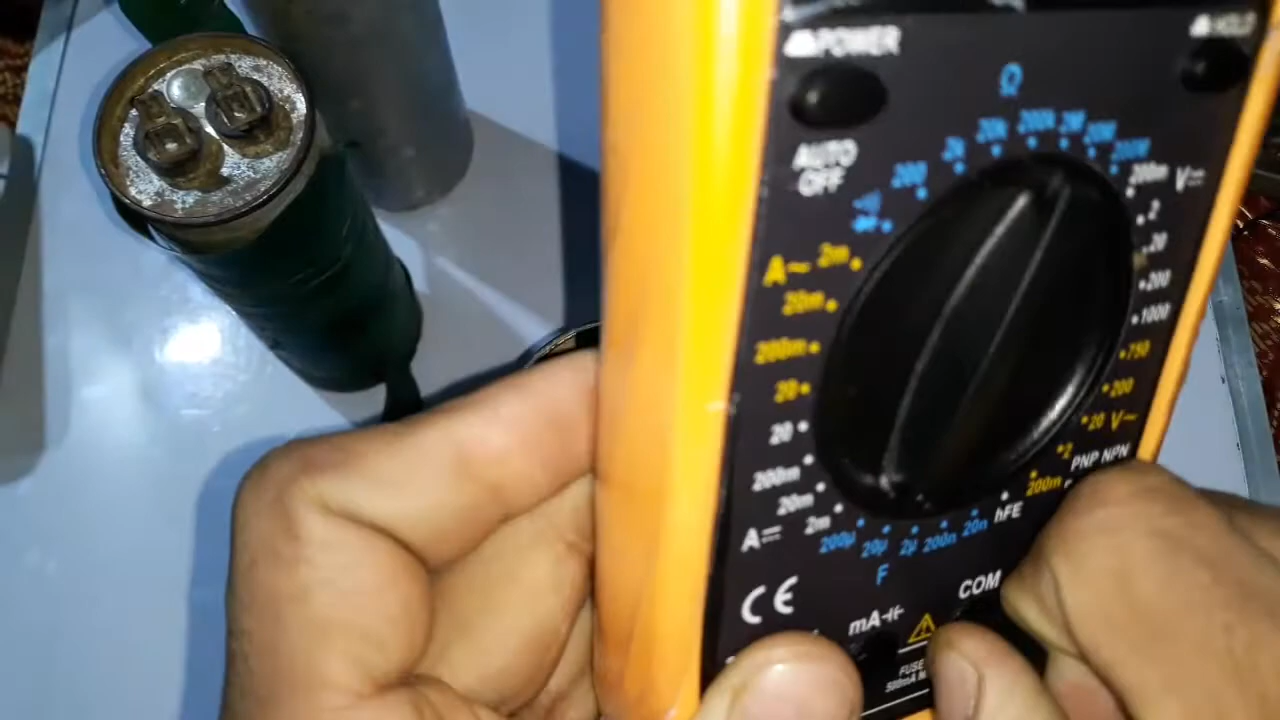 POWER
HOLD
Ω
AUTO
OFF
200
2k
20k
200k
2M
20M
200M
200m
V
2
20
200
1000
750
200
20 V~
2
200m
PNP NPN
hFE
A~ 2m
20m
200m
20
20
200m
20m
2m
A
200µ
20µ
2µ
200n
20n
F
CE
COM
mA
FUSE